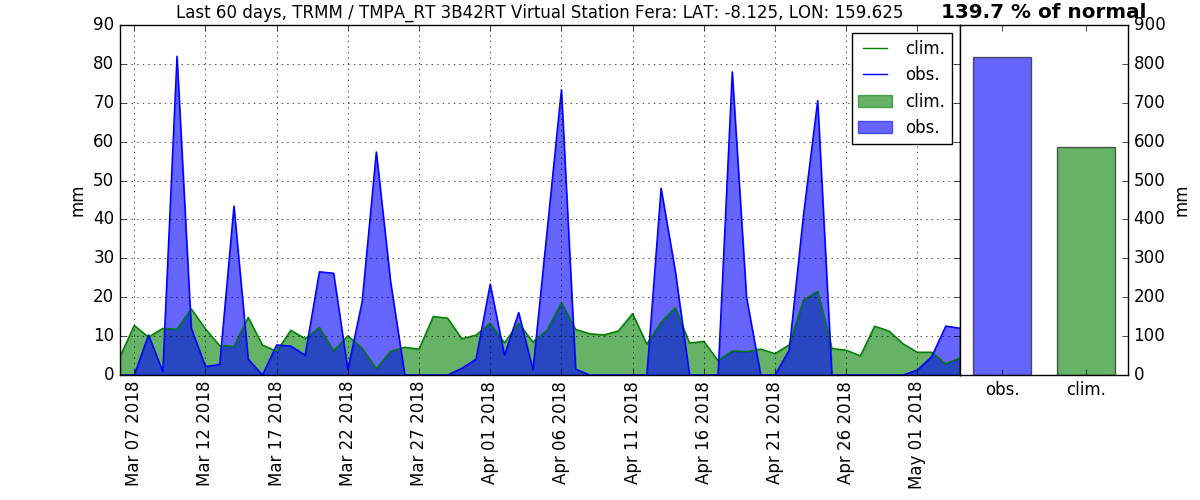 Last 60 days, TRMM / TMPA_RT 3B42RT Virtual Station Fera: LAT: -8.125, LON: 159.625
139.7 % of normal
90
80
70
60
50
40
30
20
10
0
mm
clim.
obs.
clim.
obs.
900
800
700
600
500
400
300
200
100
0
mm
obs.
clim.
Mar 07 2018
Mar 12 2018
Mar 17 2018
Mar 22 2018
Mar 27 2018
Apr 01 2018
Apr 06 2018
Apr 11 2018
Apr 16 2018
Apr 21 2018
Apr 26 2018
May 01 2018